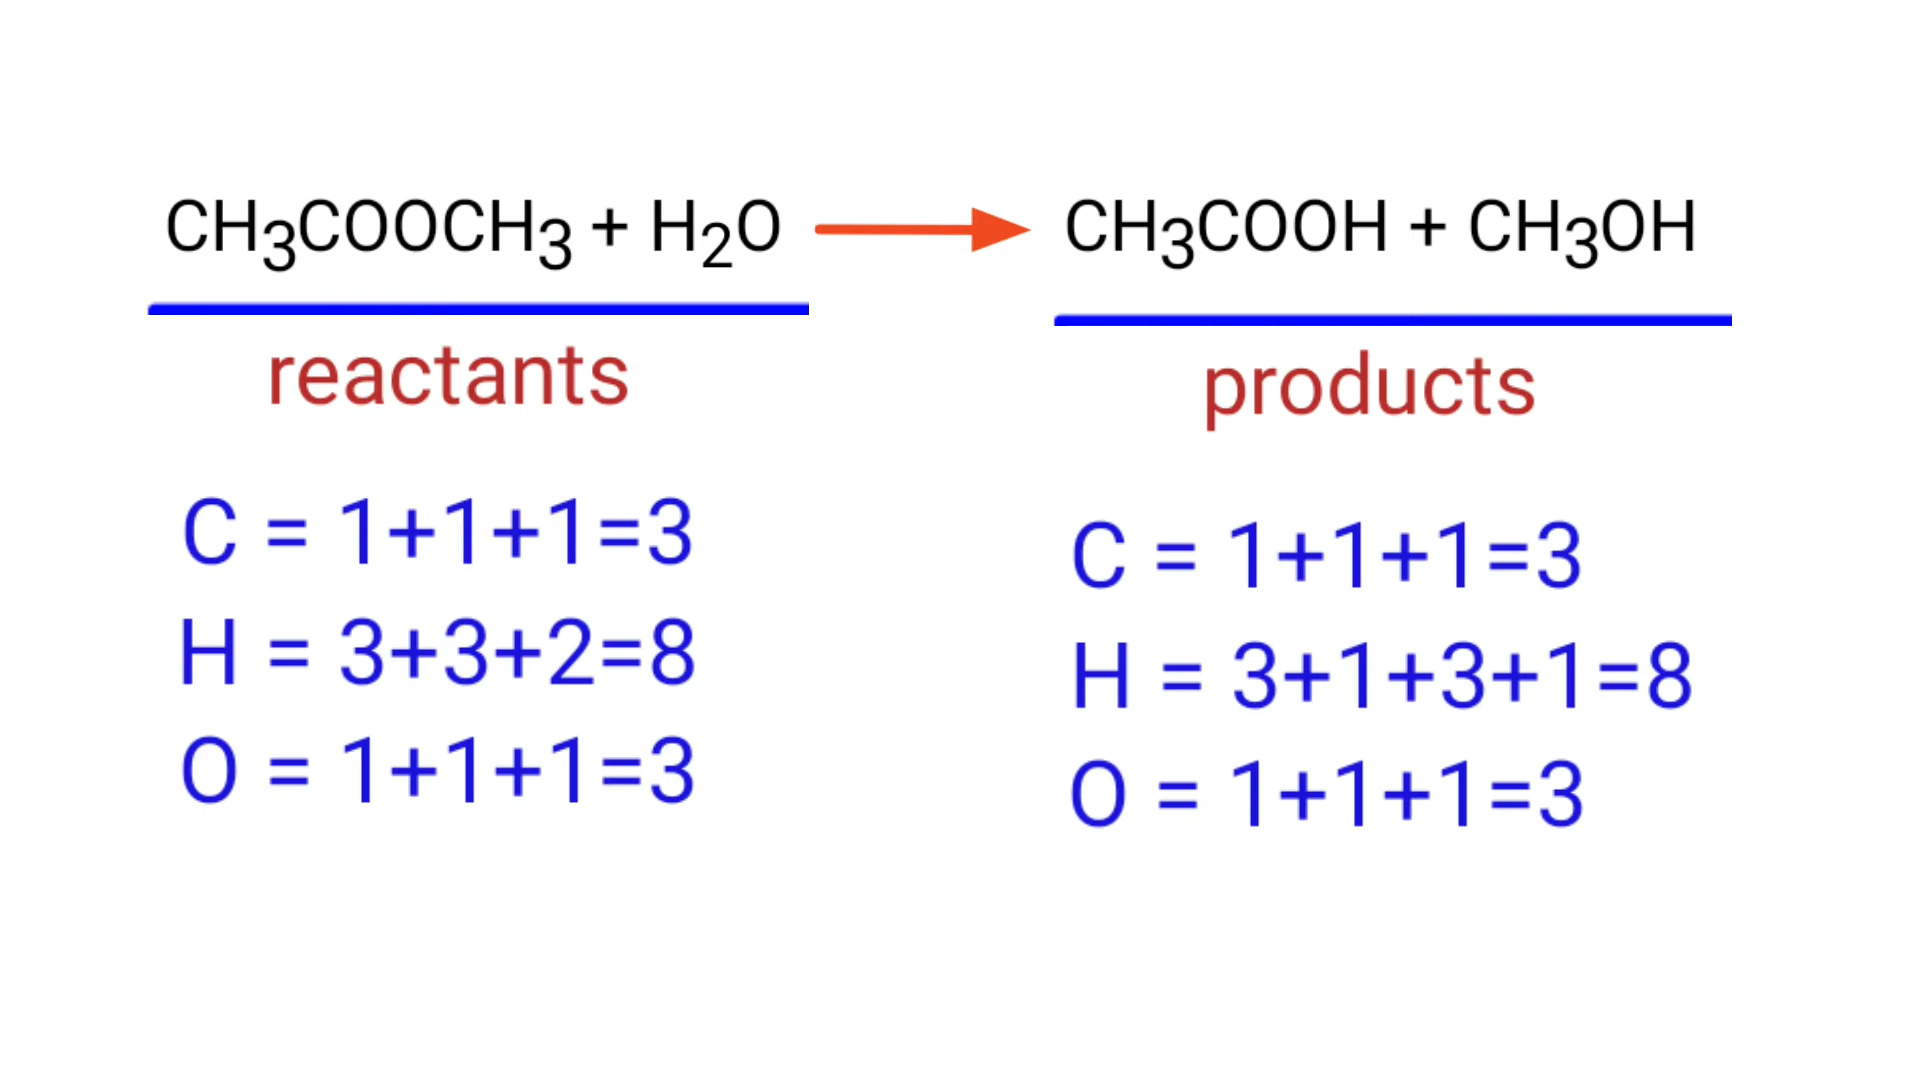 CH₃COOCH₃ + H₂O → CH₃COOH + CH₃OH
reactants
products
C = 1+1+1=3
H = 3+3+2=8
O = 1+1+1=3
C = 1+1+1=3
H = 3+1+3+1=8
O = 1+1+1=3